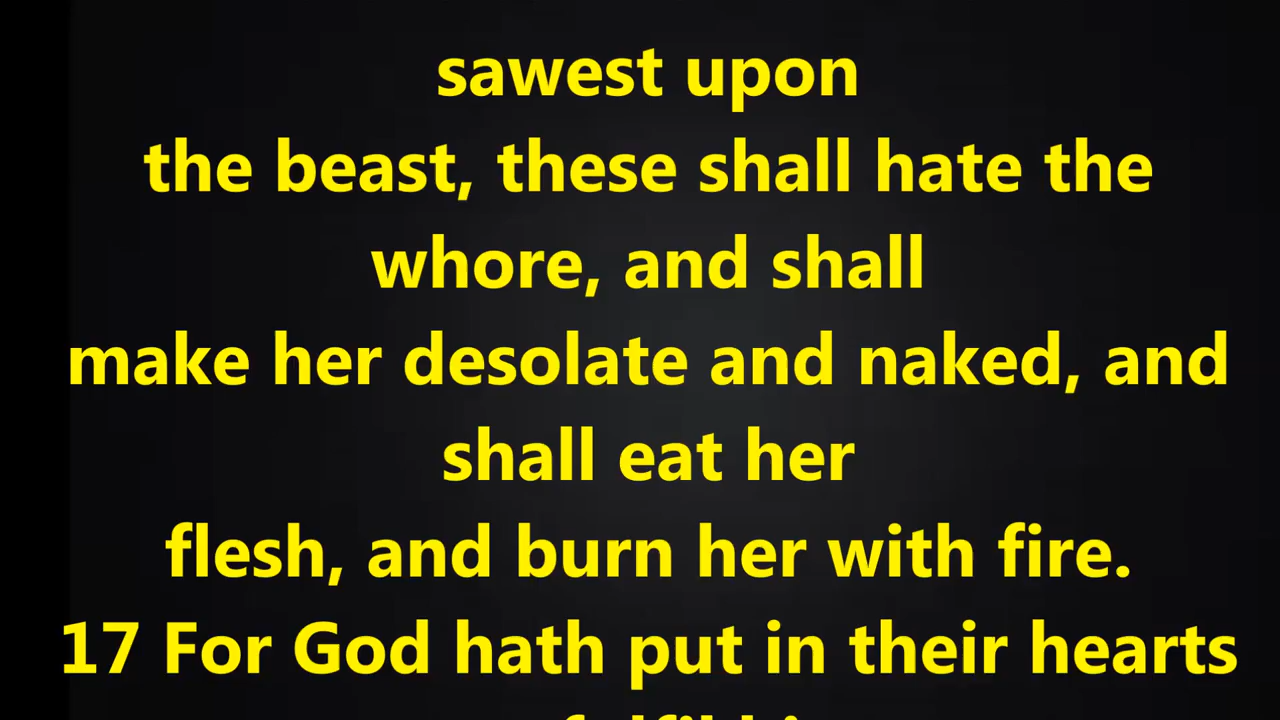 sawest upon
the beast, these shall hate the
whore, and shall
make her desolate and naked, and
shall eat her
flesh, and burn her with fire.
17 For God hath put in their hearts